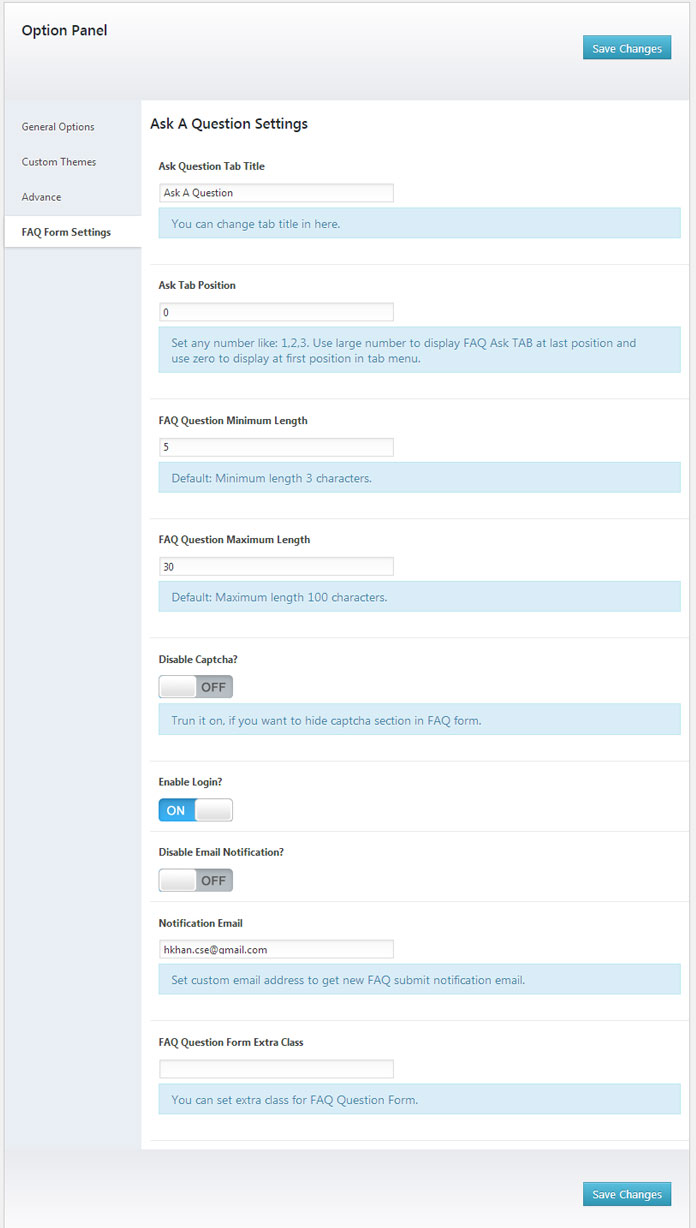 Option Panel
Save Changes
General Options
Custom Themes
Advance
FAQ Form Settings
Ask A Question Settings
Ask Question Tab Title
Ask A Question
You can change tab title in here.
Ask Tab Position
0
Set any number like: 1,2,3. Use large number to display FAQ Ask TAB at last position and
use zero to display at first position in tab menu.
FAQ Question Minimum Length
5
Default: Minimum length 3 characters.
FAQ Question Maximum Length
30
Default: Maximum length 100 characters.
Disable Captcha?
OFF
Trun it on, if you want to hide captcha section in FAQ form.
Enable Login?
ON
Disable Email Notification?
OFF
Notification Email
hkhan.cse@gmail.com
Set custom email address to get new FAQ submit notification email.
FAQ Question Form Extra Class
You can set extra class for FAQ Question Form.
Save Changes